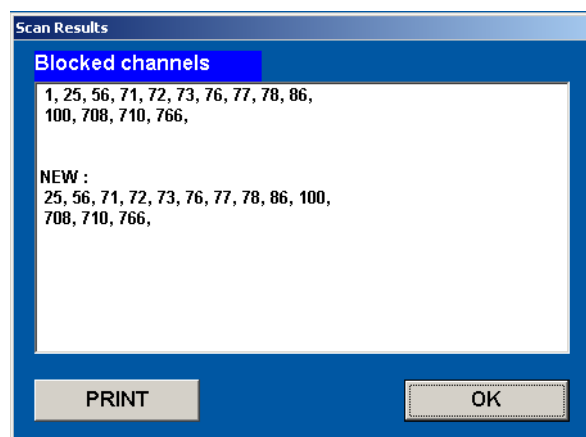 Scan Results
Blocked channels
1, 25, 56, 71, 72, 73, 76, 77, 78, 86,
100, 708, 710, 766,
NEW :
25, 56, 71, 72, 73, 76, 77, 78, 86, 100,
708, 710, 766,
PRINT
OK